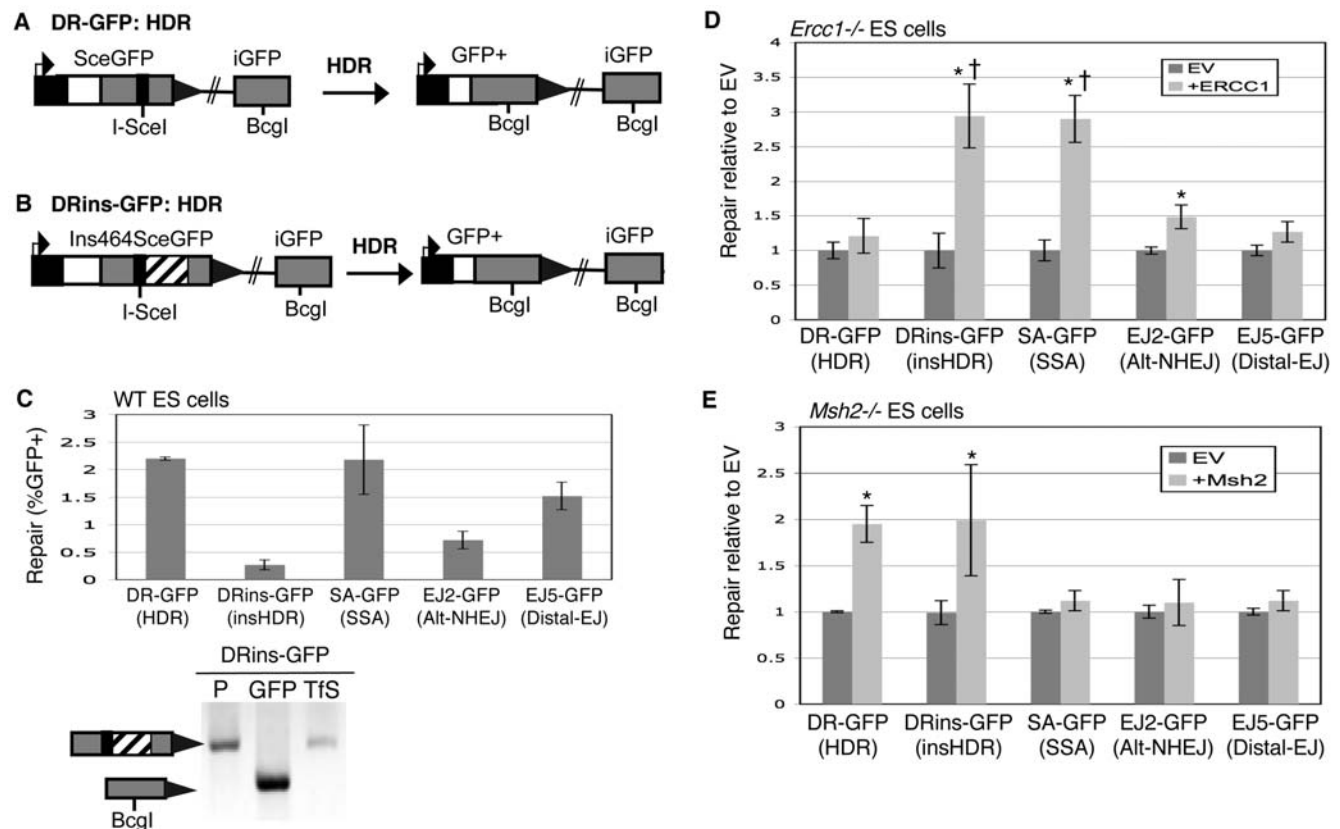 A DR-GFP: HDR
SceGFP iGFP HDR GFP+ iGFP
I-SceI BcgI BcgI BcgI
B DRins-GFP: HDR
Ins464SceGFP iGFP HDR GFP+ iGFP
I-SceI BcgI BcgI BcgI
C WT ES cells
Repair (%GFP+)
3
2.5
2
1.5
1
0.5
0
DR-GFP DRins-GFP SA-GFP EJ2-GFP EJ5-GFP
(HDR) (insHDR) (SSA) (Alt-NHEJ) (Distal-EJ)
DRins-GFP
P GFP TfS
BcgI
D Ercc1-/- ES cells
Repair relative to EV
4
3.5
3
2.5
2
1.5
1
0.5
0
EV
+ERCC1
* † * † *
DR-GFP DRins-GFP SA-GFP EJ2-GFP EJ5-GFP
(HDR) (insHDR) (SSA) (Alt-NHEJ) (Distal-EJ)
E Msh2-/- ES cells
Repair relative to EV
3
2.5
2
1.5
1
0.5
0
EV
+Msh2
* *
DR-GFP DRins-GFP SA-GFP EJ2-GFP EJ5-GFP
(HDR) (insHDR) (SSA) (Alt-NHEJ) (Distal-EJ)